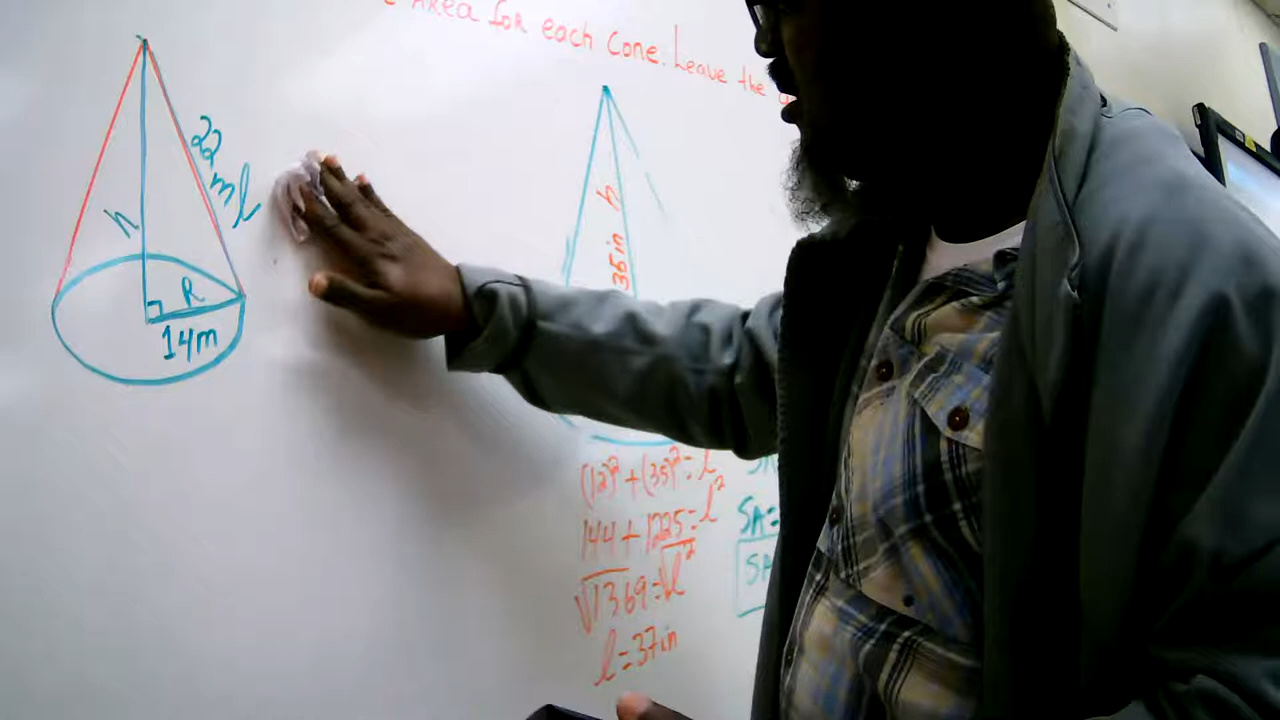 Area for each Cone. Leave the
22 m l
h
R
14m
h
35in
(12)² + (35)² = l²
144 + 1225 = l²
√1369 = √l²
l = 37in
SA=
SA